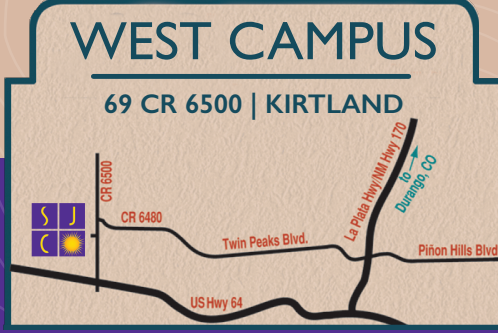 WEST CAMPUS
69 CR 6500 | KIRTLAND
CR 6500
La Plata Hwy/NM Hwy 170
to
Durango, CO
S J
C
CR 6480
Twin Peaks Blvd.
Piñon Hills Blvd
US Hwy 64